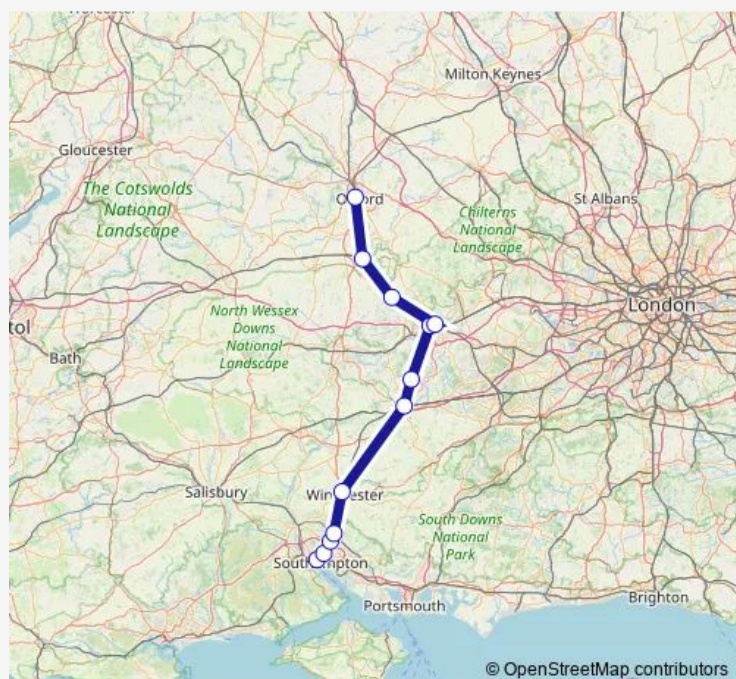 Worcester
Milton Keynes
Gloucester
The Cotswolds
National
Landscape
Oxford
Chilterns
National
Landscape
St Albans
London
North Wessex
Downs
National
Landscape
tol
Bath
Salisbury
Winchester
South Downs
National
Park
Southampton
Portsmouth
Brighton
© OpenStreetMap contributors